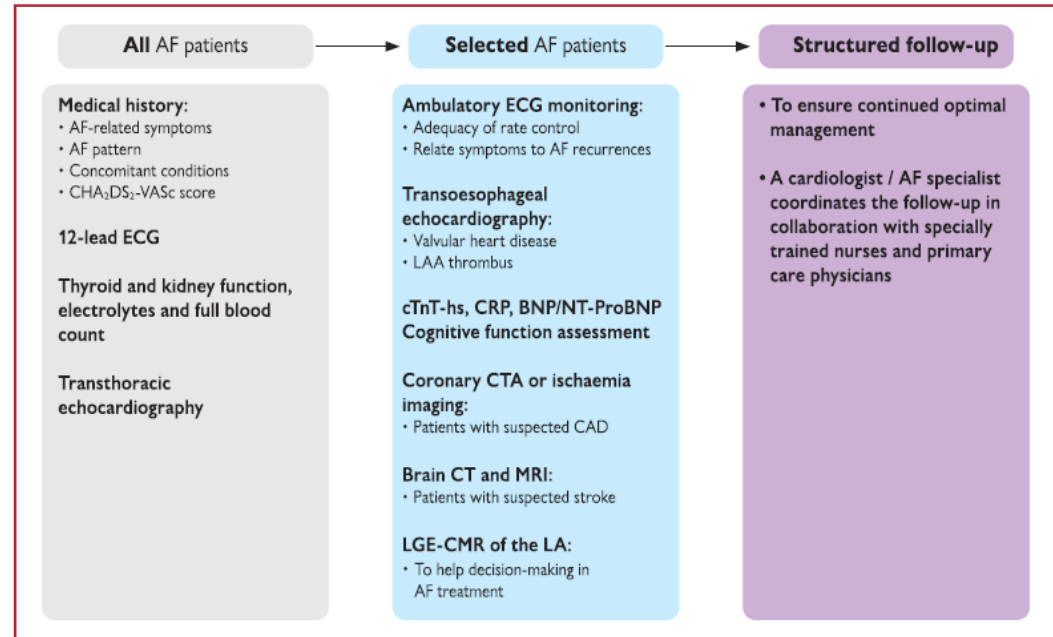 All AF patients
Medical history:
• AF-related symptoms
• AF pattern
• Concomitant conditions
• CHA₂DS₂-VASc score
12-lead ECG
Thyroid and kidney function,
electrolytes and full blood
count
Transthoracic
echocardiography
Selected AF patients
Ambulatory ECG monitoring:
• Adequacy of rate control
• Relate symptoms to AF recurrences
Transoesophageal
echocardiography:
• Valvular heart disease
• LAA thrombus
cTnT-hs, CRP, BNP/NT-ProBNP
Cognitive function assessment
Coronary CTA or ischaemia
imaging:
• Patients with suspected CAD
Brain CT and MRI:
• Patients with suspected stroke
LGE-CMR of the LA:
• To help decision-making in
AF treatment
Structured follow-up
• To ensure continued optimal
management
• A cardiologist / AF specialist
coordinates the follow-up in
collaboration with specially
trained nurses and primary
care physicians